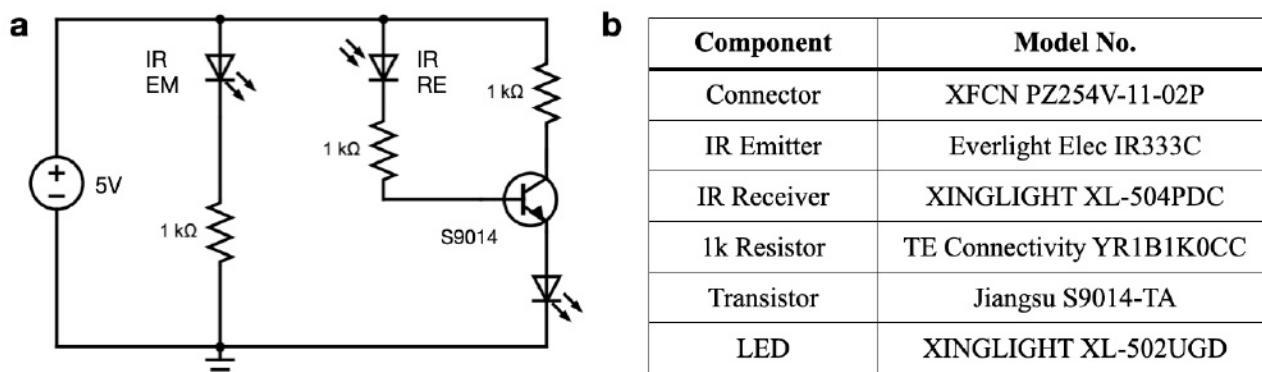 a
IR
EM
IR
RE
1 kΩ
1 kΩ
5V
1 kΩ
S9014
b
Component Model No.
Connector XFCN PZ254V-11-02P
IR Emitter Everlight Elec IR333C
IR Receiver XINGLIGHT XL-504PDC
1k Resistor TE Connectivity YR1B1K0CC
Transistor Jiangsu S9014-TA
LED XINGLIGHT XL-502UGD